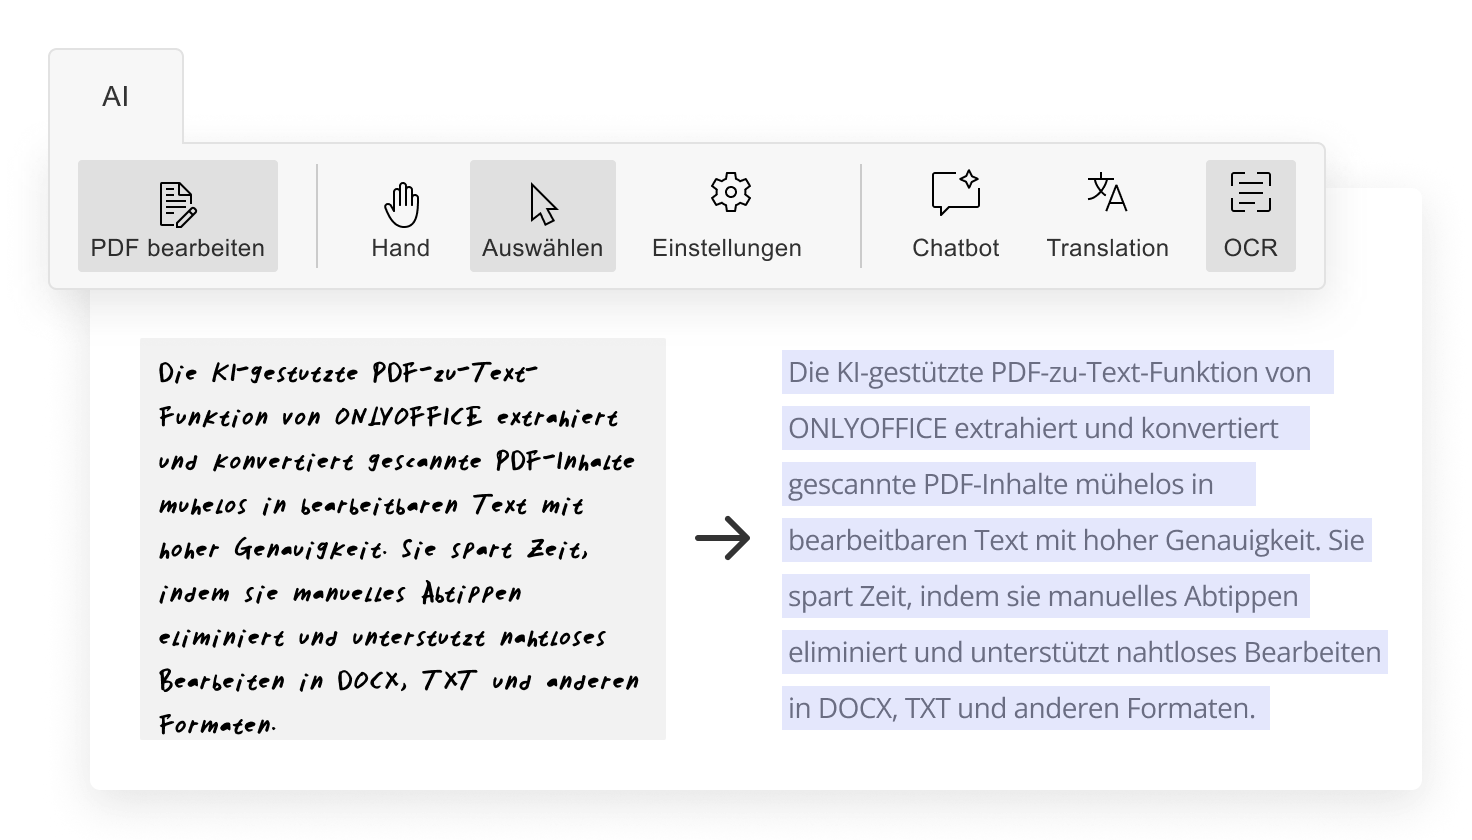 AI
PDF bearbeiten
Hand
Auswählen
Einstellungen
Chatbot
Translation
OCR
Die KI-gestutzte PDF-zu-Text-
Funktion von ONLYOFFICE extrahiert
und konvertiert gescannte PDF-Inhalte
muhelos in bearbeitbaren Text mit
hoher Genauigkeit. Sie spart Zeit,
indem sie manuelles Abtippen
eliminiert und unterstutzt nahtloses
Bearbeiten in DOCX, TXT und anderen
Formaten.
Die KI-gestützte PDF-zu-Text-Funktion von
ONLYOFFICE extrahiert und konvertiert
gescannte PDF-Inhalte mühelos in
bearbeitbaren Text mit hoher Genauigkeit. Sie
spart Zeit, indem sie manuelles Abtippen
eliminiert und unterstützt nahtloses Bearbeiten
in DOCX, TXT und anderen Formaten.